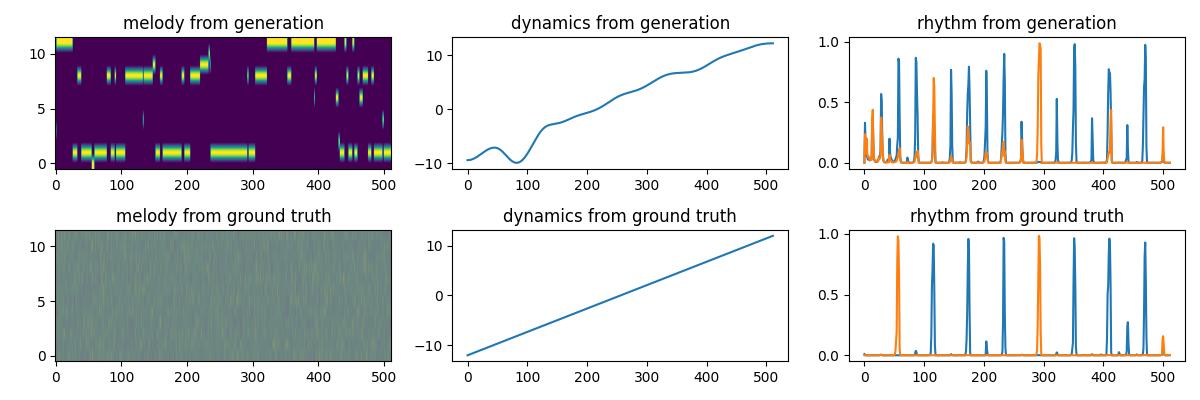 melody from generation
10
5
0
0 100 200 300 400 500
dynamics from generation
10
0
−10
0 100 200 300 400 500
rhythm from generation
1.0
0.5
0.0
0 100 200 300 400 500
melody from ground truth
10
5
0
0 100 200 300 400 500
dynamics from ground truth
10
0
−10
0 100 200 300 400 500
rhythm from ground truth
1.0
0.5
0.0
0 100 200 300 400 500